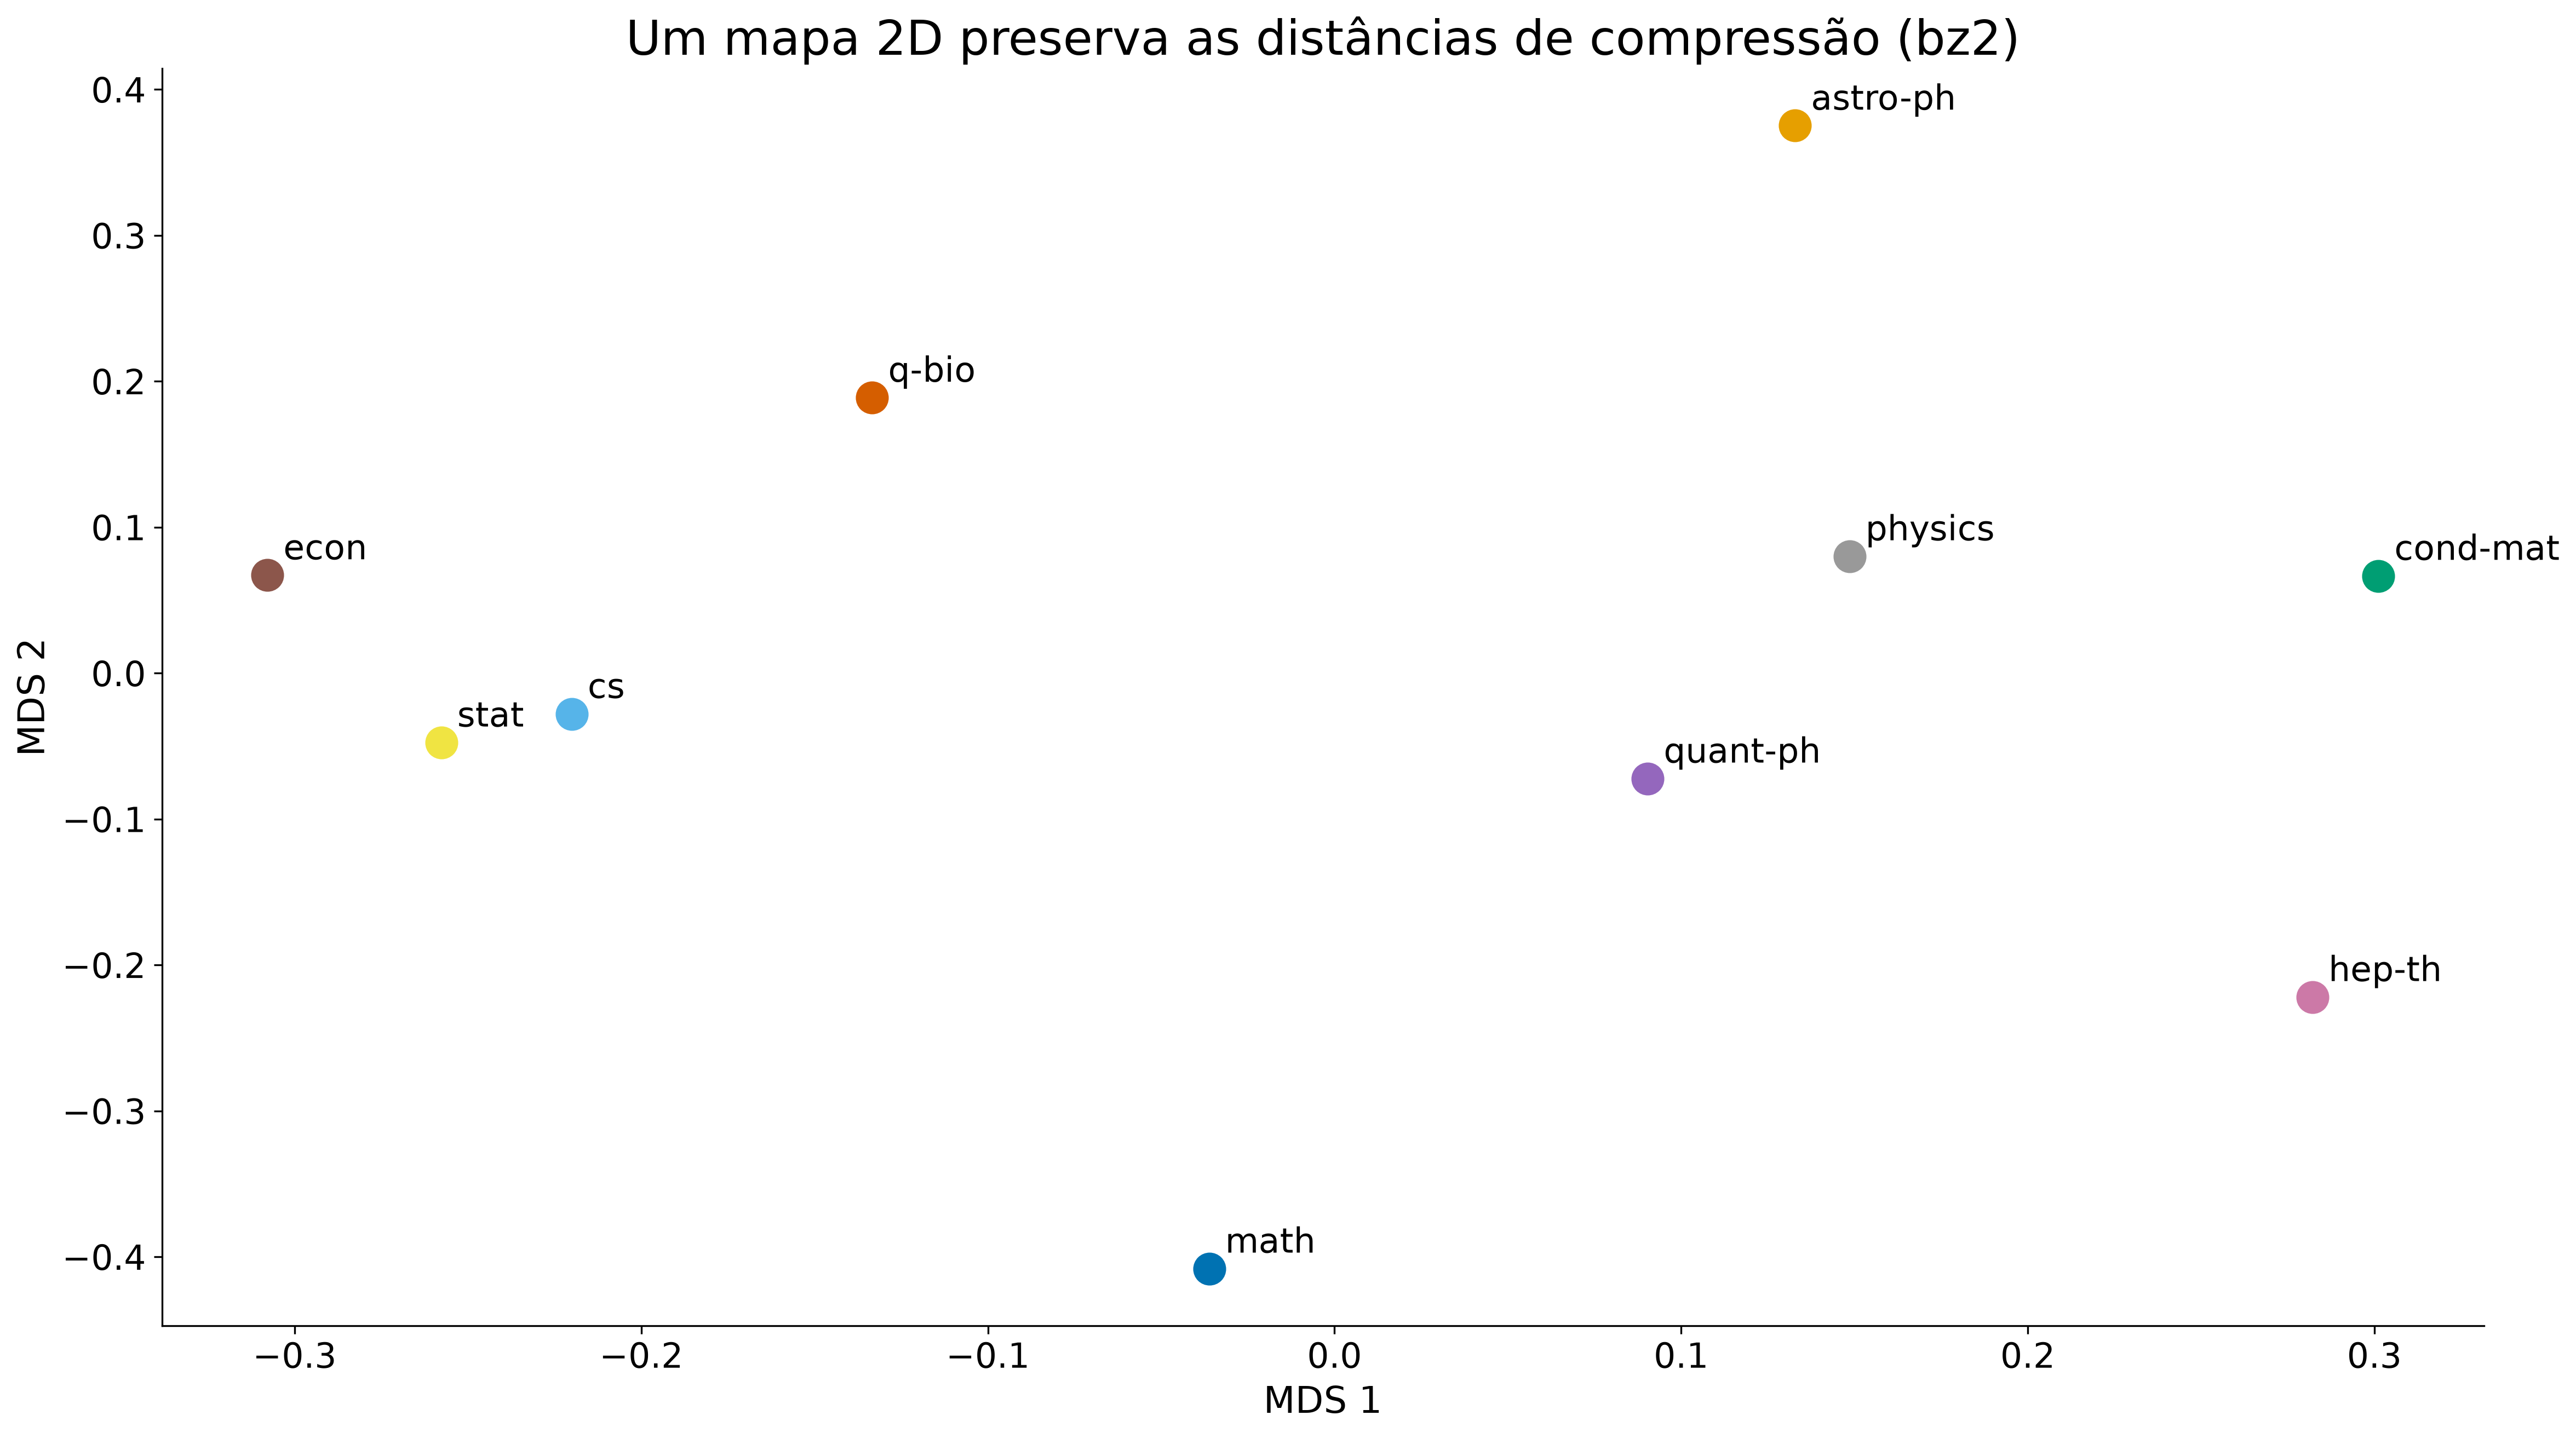 Um mapa 2D preserva as distâncias de compressão (bz2)
0.4
0.3
0.2
0.1
0.0
−0.1
−0.2
−0.3
−0.4
MDS 2
astro-ph
q-bio
physics
cond-mat
econ
cs
stat
quant-ph
hep-th
math
−0.3
−0.2
−0.1
0.0
0.1
0.2
0.3
MDS 1